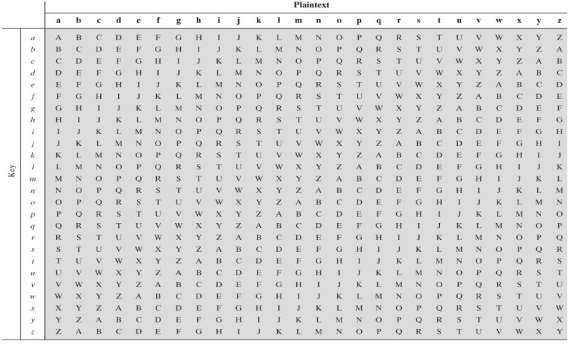 Plaintext
a b c d e f g h i j k l m n o p q r s t u v w x y z
a A B C D E F G H I J K L M N O P Q R S T U V W X Y Z
b B C D E F G H I J K L M N O P Q R S T U V W X Y Z A
c C D E F G H I J K L M N O P Q R S T U V W X Y Z A B
d D E F G H I J K L M N O P Q R S T U V W X Y Z A B C
e E F G H I J K L M N O P Q R S T U V W X Y Z A B C D
f F G H I J K L M N O P Q R S T U V W X Y Z A B C D E
g G H I J K L M N O P Q R S T U V W X Y Z A B C D E F
h H I J K L M N O P Q R S T U V W X Y Z A B C D E F G
i I J K L M N O P Q R S T U V W X Y Z A B C D E F G H
j J K L M N O P Q R S T U V W X Y Z A B C D E F G H I
k K L M N O P Q R S T U V W X Y Z A B C D E F G H I J
Key
l L M N O P Q R S T U V W X Y Z A B C D E F G H I J K
m M N O P Q R S T U V W X Y Z A B C D E F G H I J K L
n N O P Q R S T U V W X Y Z A B C D E F G H I J K L M
o O P Q R S T U V W X Y Z A B C D E F G H I J K L M N
p P Q R S T U V W X Y Z A B C D E F G H I J K L M N O
q Q R S T U V W X Y Z A B C D E F G H I J K L M N O P
r R S T U V W X Y Z A B C D E F G H I J K L M N O P Q
s S T U V W X Y Z A B C D E F G H I J K L M N O P Q R
t T U V W X Y Z A B C D E F G H I J K L M N O P Q R S
u U V W X Y Z A B C D E F G H I J K L M N O P Q R S T
v V W X Y Z A B C D E F G H I J K L M N O P Q R S T U
w W X Y Z A B C D E F G H I J K L M N O P Q R S T U V
x X Y Z A B C D E F G H I J K L M N O P Q R S T U V W
y Y Z A B C D E F G H I J K L M N O P Q R S T U V W X
z Z A B C D E F G H I J K L M N O P Q R S T U V W X Y